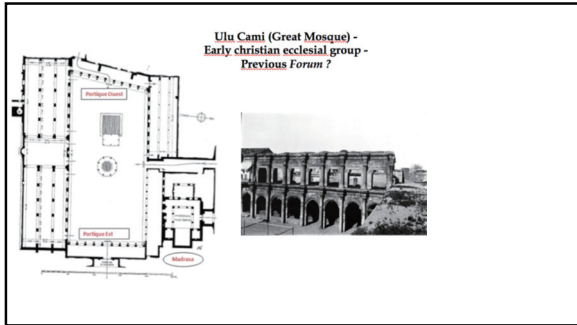 Ulu Cami (Great Mosque) -
Early christian ecclesial group -
Previous Forum ?
Portique Ouest
Portique Est
Madrasa